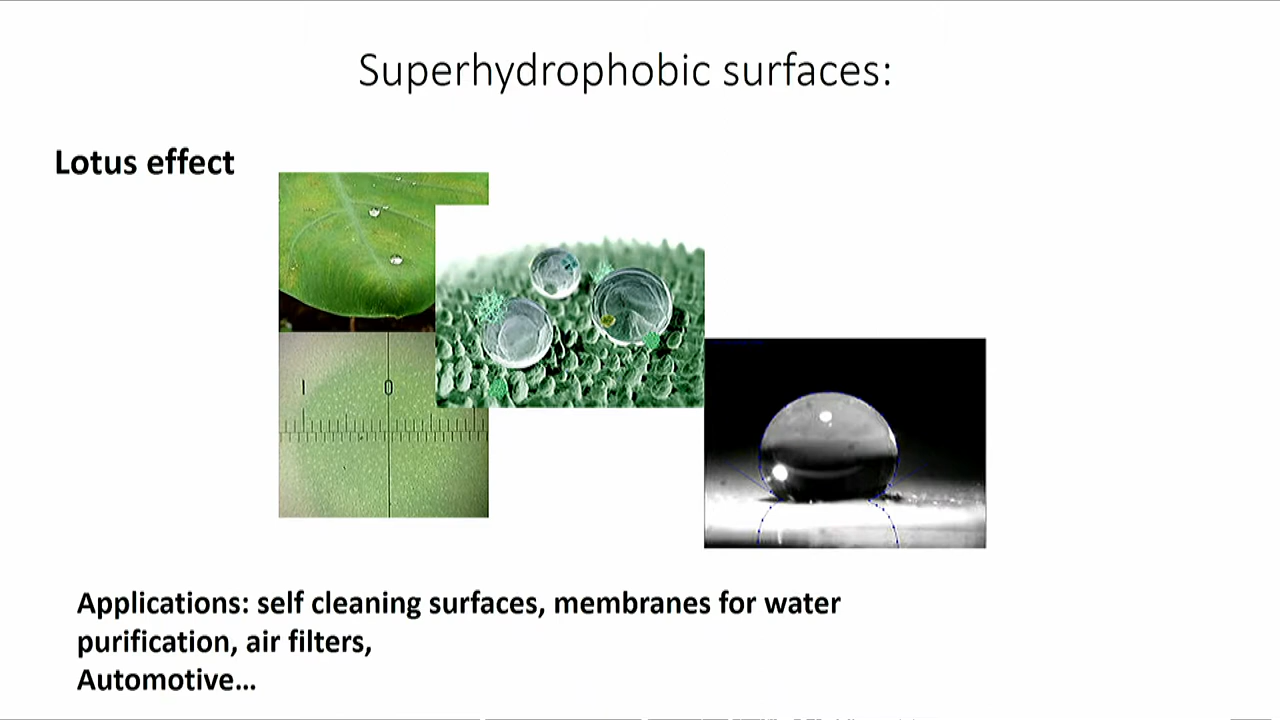 Superhydrophobic surfaces:
Lotus effect
1 0
Applications: self cleaning surfaces, membranes for water
purification, air filters,
Automotive...